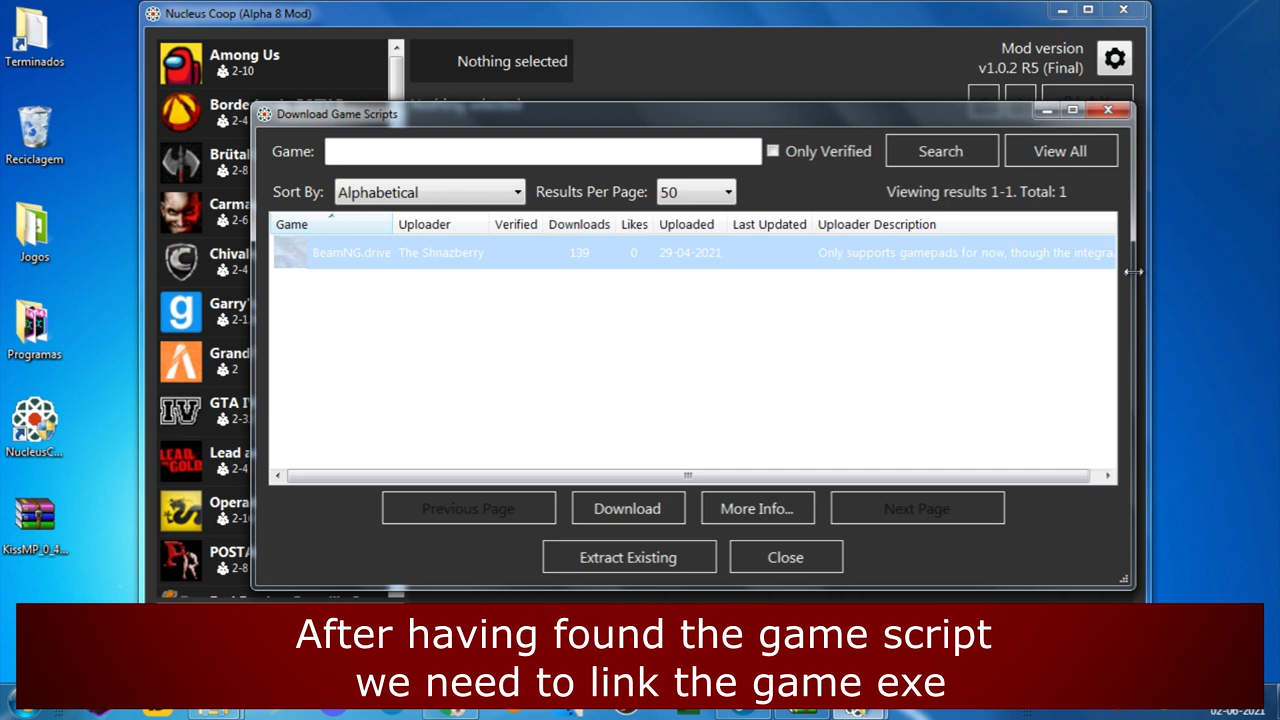 Terminados
Reciclagem
Jogos
Programas
NucleusC...
KissMP_0_4...
Nucleus Coop (Alpha 8 Mod)
Among Us
2-10
Borde
2-4
Brütal
2-8
Carma
2-6
Chival
2-4
Garry'
2-1
Grand
2
GTA I
2-3
Lead a
2-4
Opera
2-1
POSTA
2-8
Nothing selected
Mod version
v1.0.2 R5 (Final)
Download Game Scripts
Game: Only Verified Search View All
Sort By: Alphabetical Results Per Page: 50 Viewing results 1-1. Total: 1
Game Uploader Verified Downloads Likes Uploaded Last Updated Uploader Description
BeamNG.drive The Shnazberry 139 0 29-04-2021 Only supports gamepads for now, though the integra...
Previous Page Download More Info... Next Page
Extract Existing Close
After having found the game script
we need to link the game exe
02-06-2021